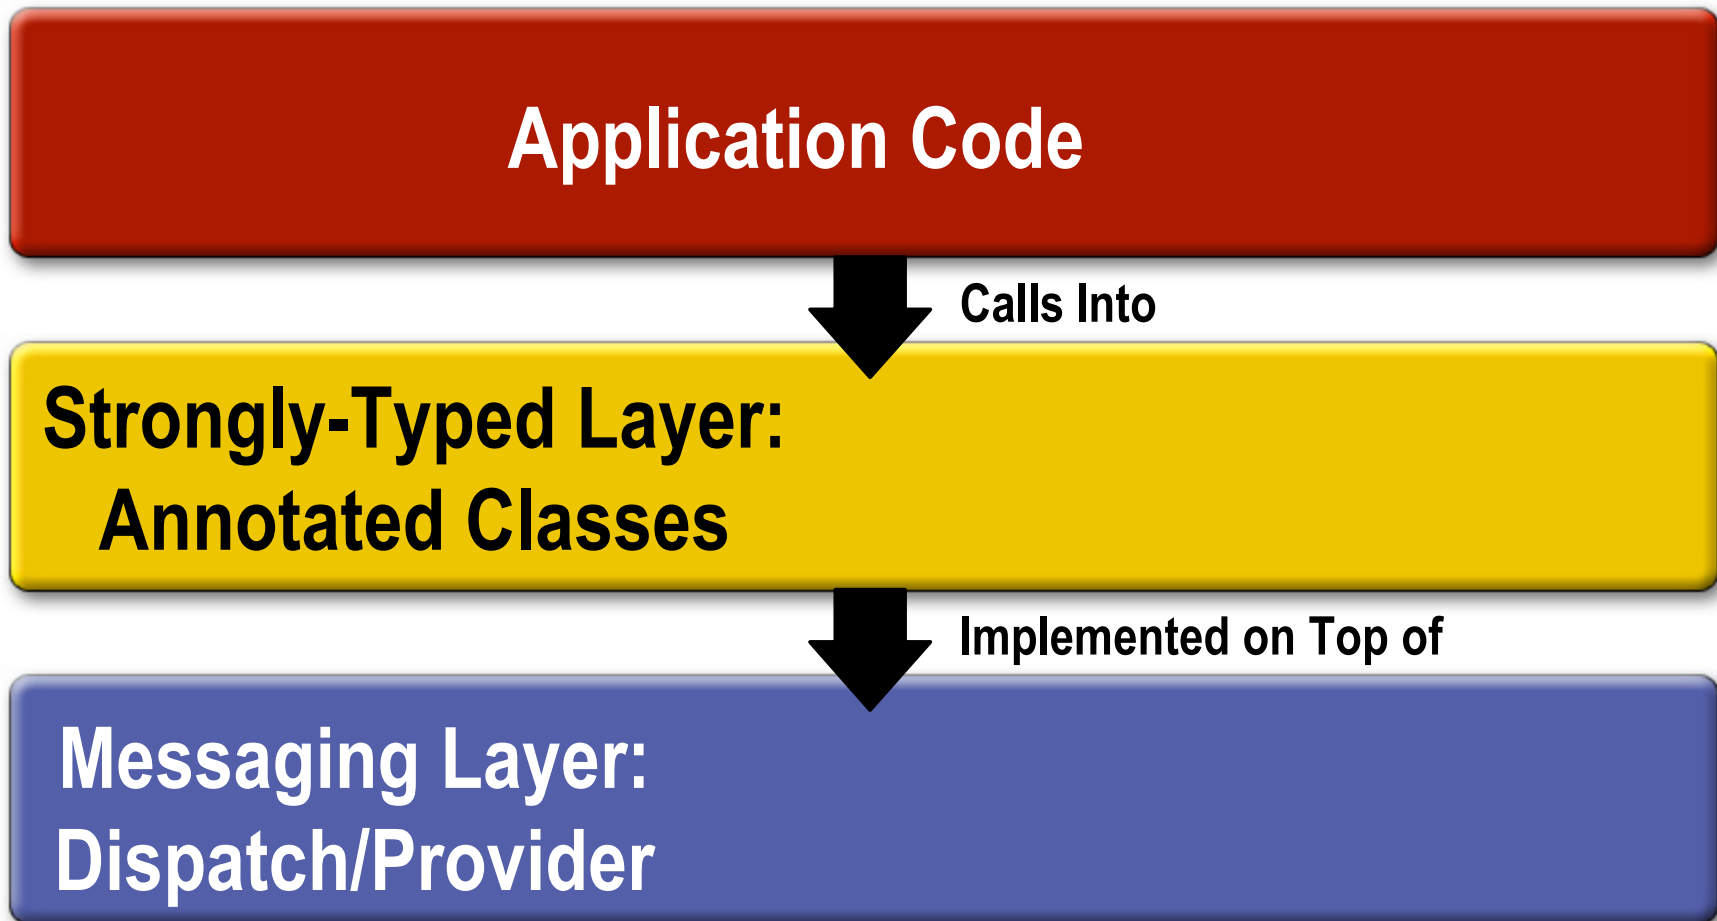 Application Code
Calls Into
Strongly-Typed Layer:
Annotated Classes
Implemented on Top of
Messaging Layer:
Dispatch/Provider